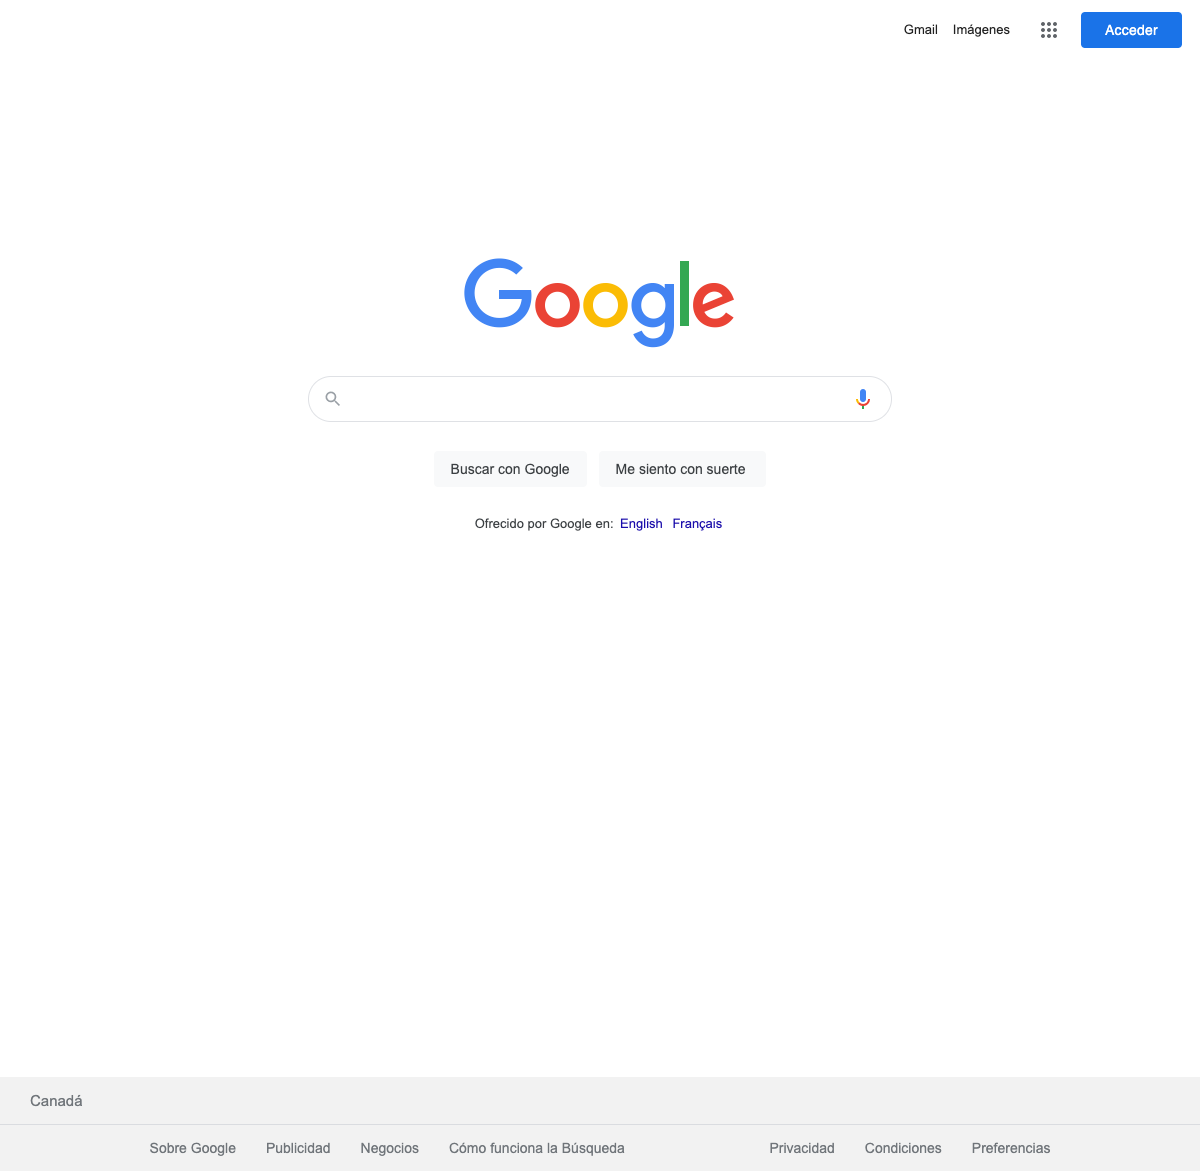 Gmail Imágenes Acceder
Google
Buscar con Google Me siento con suerte
Ofrecido por Google en: English Français
Canadá
Sobre Google Publicidad Negocios Cómo funciona la Búsqueda Privacidad Condiciones Preferencias